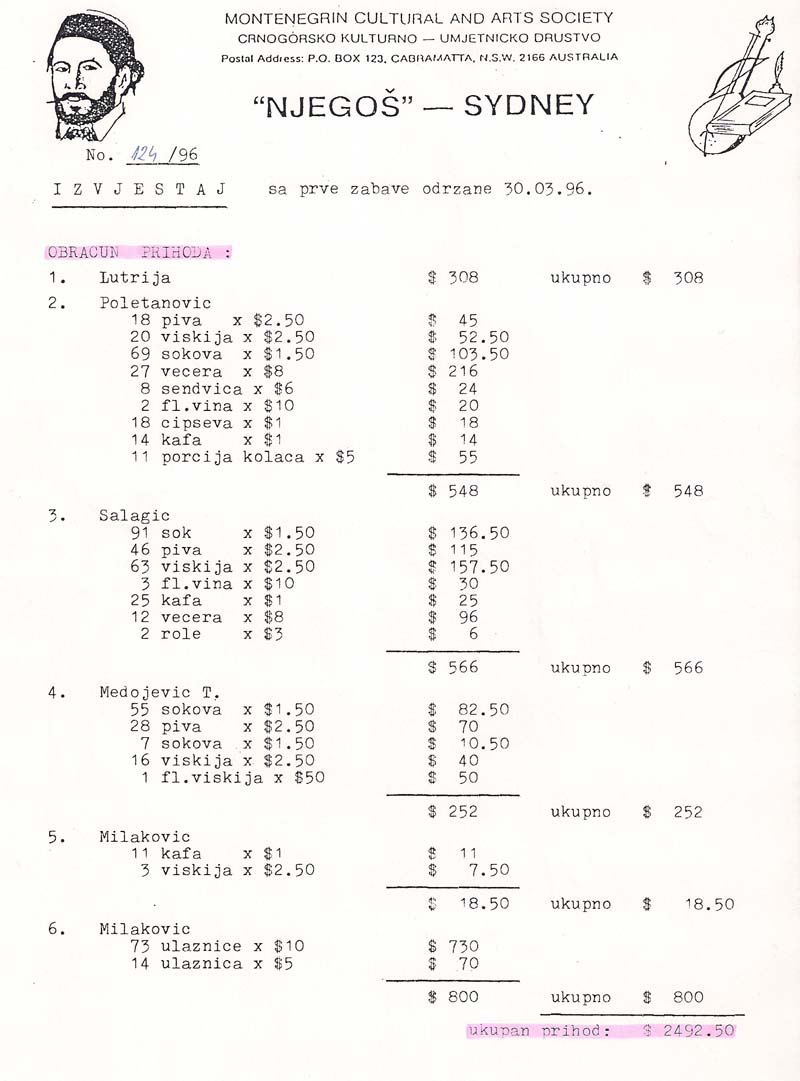 MONTENEGRIN CULTURAL AND ARTS SOCIETY
CRNOGORSKO KULTURNO — UMJETNICKO DRUSTVO
Postal Address: P.O. BOX 123, CABRAMATTA, N.S.W. 2166 AUSTRALIA
"NJEGOŠ" — SYDNEY
No. 124 /96
I Z V J E S T A J sa prve zabave odrzane 30.03.96.
OBRACUN PRIHODA :
1. Lutrija $ 308 ukupno $ 308
2. Poletanovic
18 piva x $2.50 $ 45
20 viskija x $2.50 $ 52.50
69 sokova x $1.50 $ 103.50
27 vecera x $8 $ 216
8 sendvica x $6 $ 24
2 fl.vina x $10 $ 20
18 cipseva x $1 $ 18
14 kafa x $1 $ 14
11 porcija kolaca x $5 $ 55
$ 548 ukupno $ 548
3. Salagic
91 sok x $1.50 $ 136.50
46 piva x $2.50 $ 115
63 viskija x $2.50 $ 157.50
3 fl.vina x $10 $ 30
25 kafa x $1 $ 25
12 vecera x $8 $ 96
2 role x $3 $ 6
$ 566 ukupno $ 566
4. Medojevic T.
55 sokova x $1.50 $ 82.50
28 piva x $2.50 $ 70
7 sokova x $1.50 $ 10.50
16 viskija x $2.50 $ 40
1 fl.viskija x $50 $ 50
$ 252 ukupno $ 252
5. Milakovic
11 kafa x $1 $ 11
3 viskija x $2.50 $ 7.50
$ 18.50 ukupno $ 18.50
6. Milakovic
73 ulaznice x $10 $ 730
14 ulaznica x $5 $ 70
$ 800 ukupno $ 800
ukupan prihod: $ 2492.50